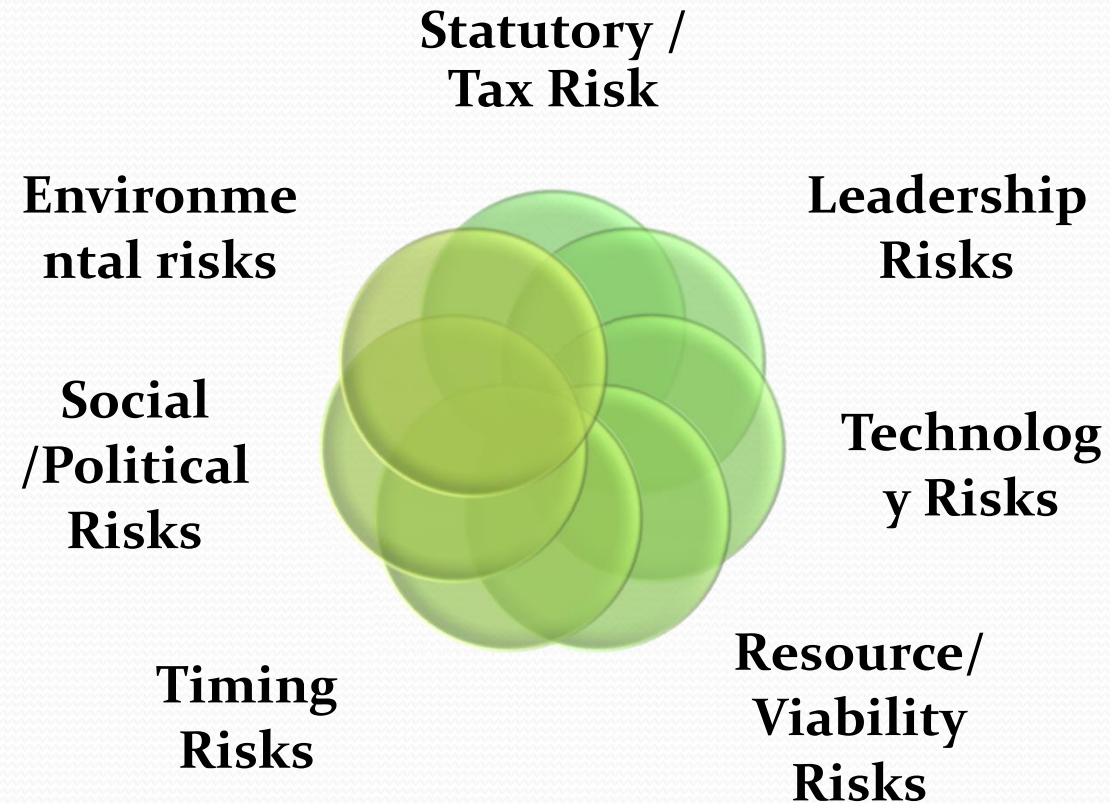 Statutory /
Tax Risk
Leadership
Risks
Technolog
y Risks
Resource/
Viability
Risks
Timing
Risks
Social
/Political
Risks
Environme
ntal risks